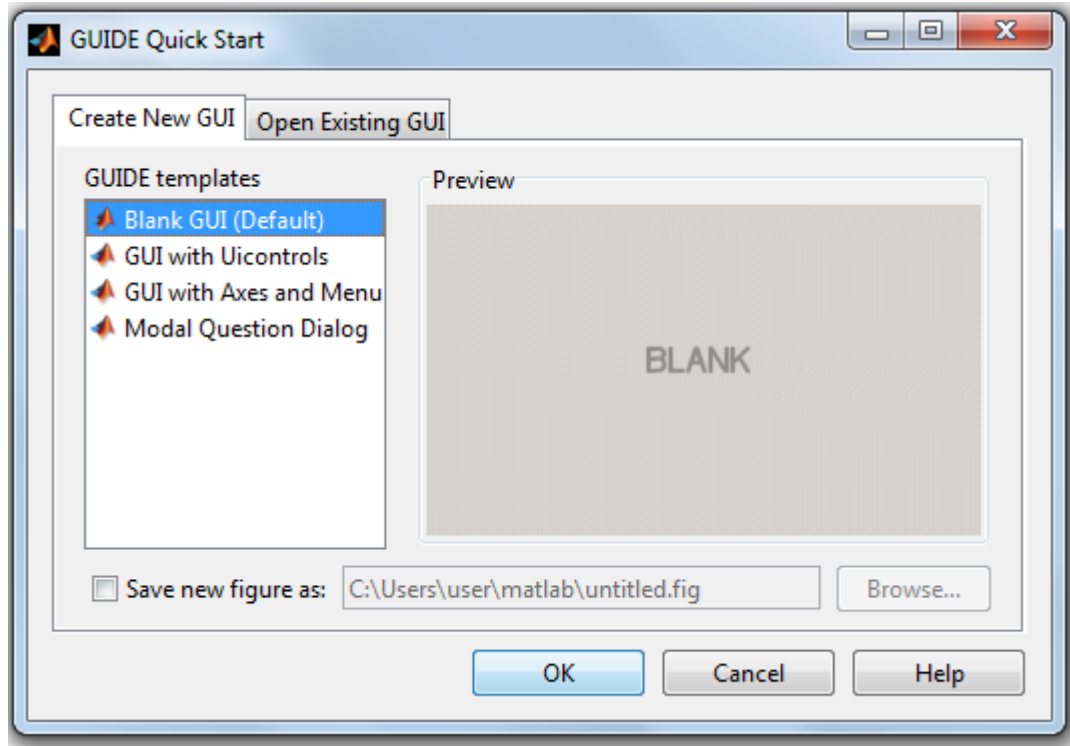 GUIDE Quick Start
Create New GUI
Open Existing GUI
GUIDE templates
Blank GUI (Default)
GUI with Uicontrols
GUI with Axes and Menu
Modal Question Dialog
Preview
BLANK
Save new figure as:
C:\Users\user\matlab\untitled.fig
Browse...
OK
Cancel
Help